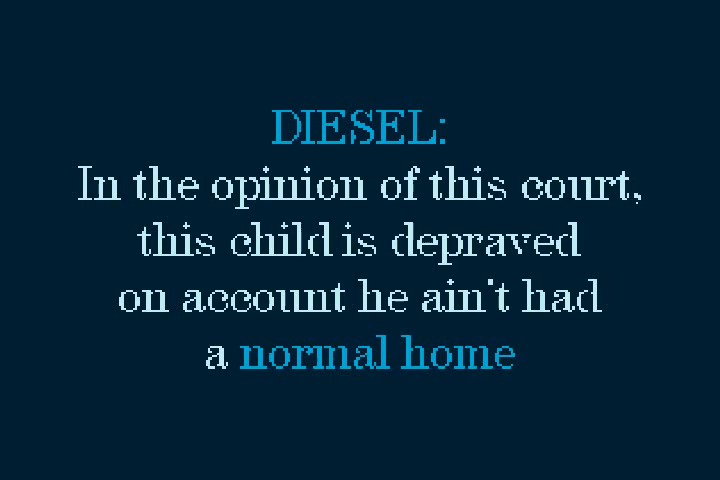 DIESEL:
In the opinion of this court,
this child is depraved
on account he ain't had
a normal home